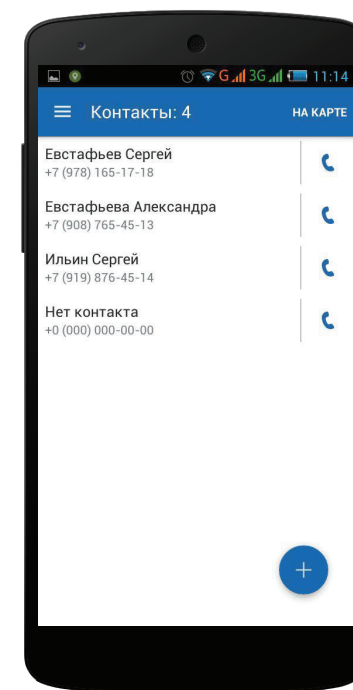 G 3G 11:14
Контакты: 4 НА КАРТЕ
Евстафьев Сергей
+7 (978) 165-17-18
Евстафьева Александра
+7 (908) 765-45-13
Ильин Сергей
+7 (919) 876-45-14
Нет контакта
+0 (000) 000-00-00